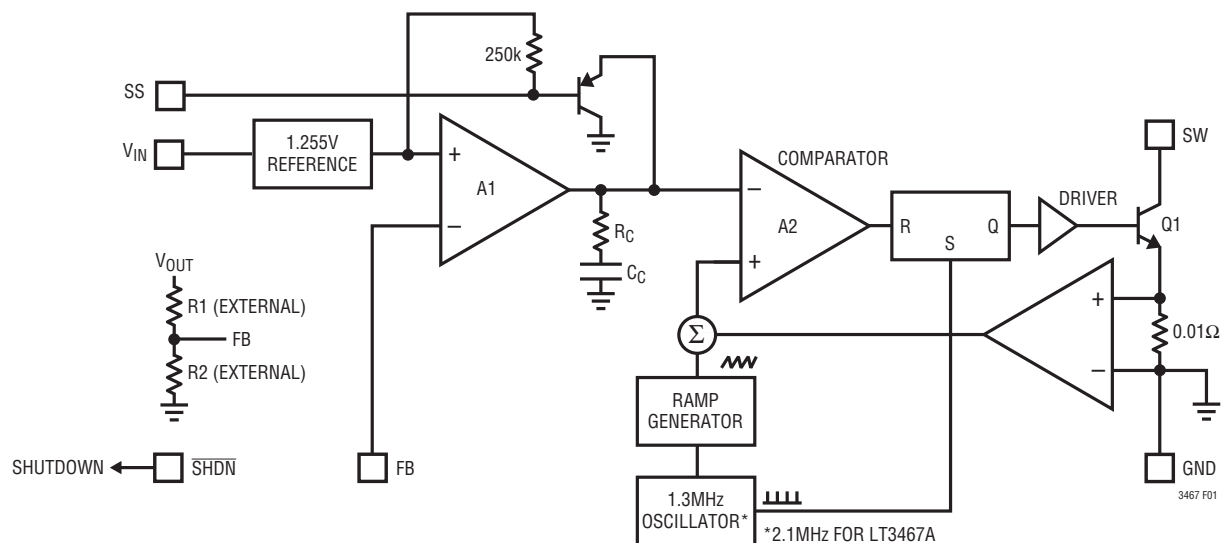 250k
SS
VIN
1.255V
REFERENCE
+
A1
−
RC
CC
COMPARATOR
−
A2
+
R
S
Q
DRIVER
SW
Q1
+
−
0.01Ω
Σ
RAMP
GENERATOR
1.3MHz
OSCILLATOR*
*2.1MHz FOR LT3467A
VOUT
R1 (EXTERNAL)
FB
R2 (EXTERNAL)
SHUTDOWN
SHDN
FB
GND
3467 F01